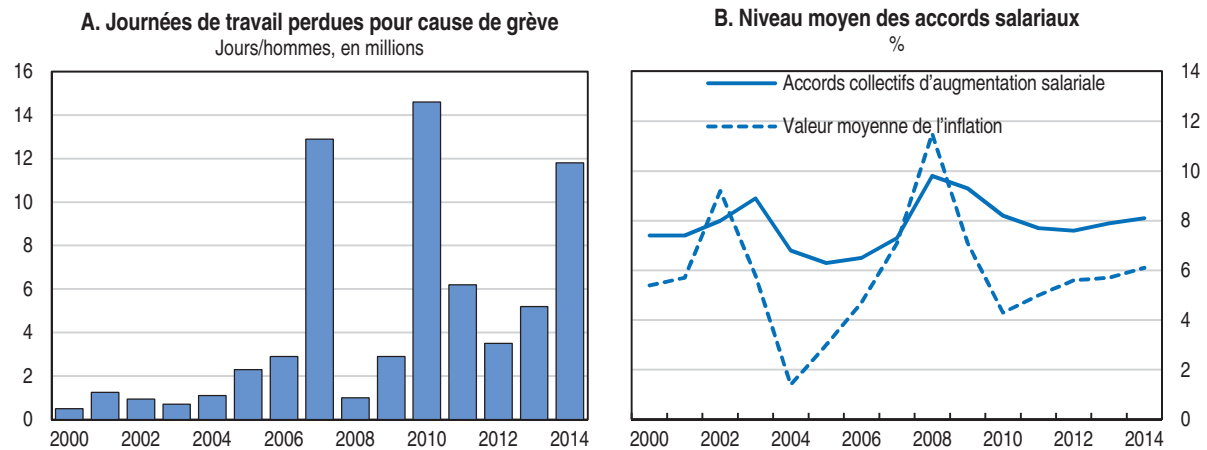 A. Journées de travail perdues pour cause de grève
Jours/hommes, en millions
16
14
12
10
8
6
4
2
0
2000 2002 2004 2006 2008 2010 2012 2014
B. Niveau moyen des accords salariaux
%
Accords collectifs d'augmentation salariale
Valeur moyenne de l'inflation
14
12
10
8
6
4
2
0
2000 2002 2004 2006 2008 2010 2012 2014